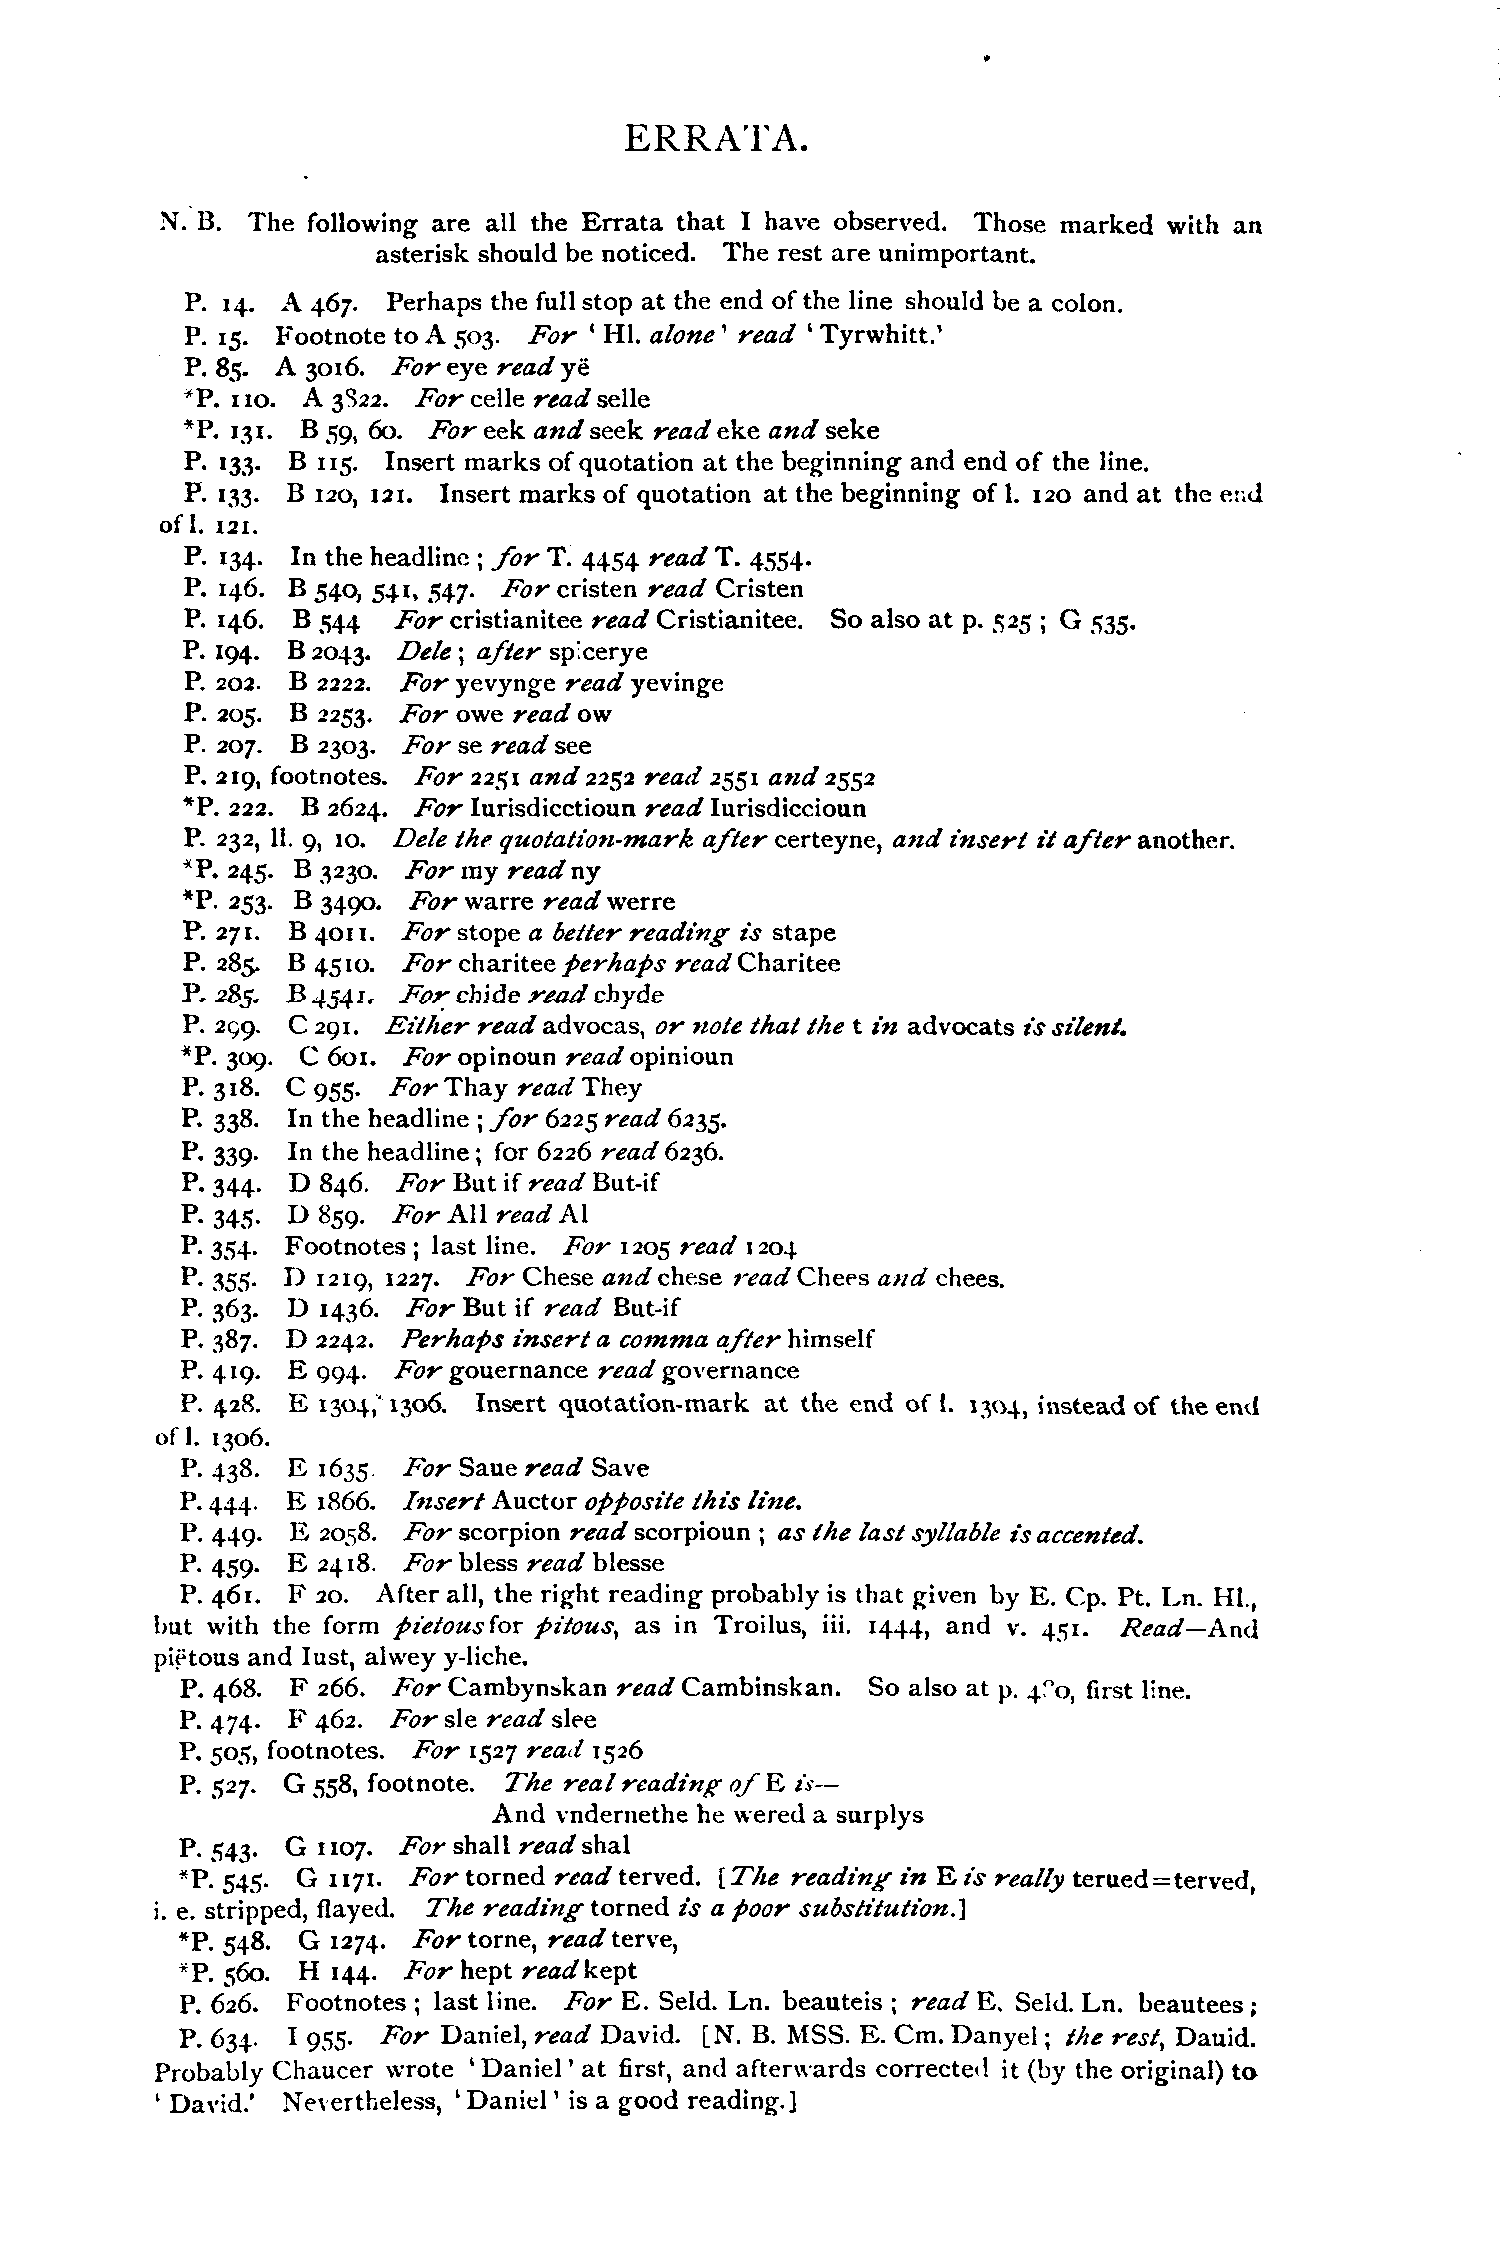 ERRATA.
N. B. The following are all the Errata that I have observed. Those marked with an
asterisk should be noticed. The rest are unimportant.
P. 14. A 467. Perhaps the full stop at the end of the line should be a colon.
P. 15. Footnote to A 503. For ‘ Hl. alone’ read ‘ Tyrwhitt.’
P. 85. A 3016. For eye read yë
*P. 110. A 3822. For celle read selle
*P. 131. B 59, 60. For eek and seek read eke and seke
P. 133. B 115. Insert marks of quotation at the beginning and end of the line.
P. 133. B 120, 121. Insert marks of quotation at the beginning of l. 120 and at the end
of l. 121.
P. 134. In the headline ; for T. 4454 read T. 4554.
P. 146. B 540, 541, 547. For cristen read Cristen
P. 146. B 544 For cristianitee read Cristianitee. So also at p. 525 ; G 535.
P. 194. B 2043. Dele ; after spicerye
P. 202. B 2222. For yevynge read yevinge
P. 205. B 2253. For owe read ow
P. 207. B 2303. For se read see
P. 219, footnotes. For 2251 and 2252 read 2551 and 2552
*P. 222. B 2624. For Iurisdicctioun read Iurisdiccioun
P. 232, ll. 9, 10. Dele the quotation-mark after certeyne, and insert it after another.
*P. 245. B 3230. For my read ny
*P. 253. B 3490. For warre read werre
P. 271. B 4011. For stope a better reading is stape
P. 285. B 4510. For charitee perhaps read Charitee
P. 285. B 4541. For chide read chyde
P. 299. C 291. Either read advocas, or note that the t in advocats is silent.
*P. 309. C 601. For opinoun read opinioun
P. 318. C 955. For Thay read They
P. 338. In the headline ; for 6225 read 6235.
P. 339. In the headline ; for 6226 read 6236.
P. 344. D 846. For But if read But-if
P. 345. D 859. For All read Al
P. 354. Footnotes ; last line. For 1205 read 1204
P. 355. D 1219, 1227. For Chese and chese read Chees and chees.
P. 363. D 1436. For But if read But-if
P. 387. D 2242. Perhaps insert a comma after himself
P. 419. E 994. For gouernance read governance
P. 428. E 1304, 1306. Insert quotation-mark at the end of l. 1304, instead of the end
of l. 1306.
P. 438. E 1635. For Saue read Save
P. 444. E 1866. Insert Auctor opposite this line.
P. 449. E 2058. For scorpion read scorpioun ; as the last syllable is accented.
P. 459. E 2418. For bless read blesse
P. 461. F 20. After all, the right reading probably is that given by E. Cp. Pt. Ln. Hl.,
but with the form pietous for pitous, as in Troilus, iii. 1444, and v. 451. Read—And
piëtous and Iust, alwey y-liche.
P. 468. F 266. For Cambynskan read Cambinskan. So also at p. first line.
P. 474. F 462. For sle read slee
P. 505, footnotes. For 1527 read 1526
P. 527. G 558, footnote. The real reading of E is—
And vndernethe he wered a surplys
P. 543. G 1107. For shall read shal
*P. 545. G 1171. For torned read terved. [The reading in E is really terued=terved,
i. e. stripped, flayed. The reading torned is a poor substitution.]
*P. 548. G 1274. For torne, read terve,
*P. 560. H 144. For hept read kept
P. 626. Footnotes ; last line. For E. Seld. Ln. beauteis ; read E. Seld. Ln. beautees ;
P. 634. I 955. For Daniel, read David. [N. B. MSS. E. Cm. Danyel ; the rest, Dauid.
Probably Chaucer wrote ‘ Daniel ’ at first, and afterwards corrected it (by the original) to
‘ David.’ Nevertheless, ‘ Daniel ’ is a good reading.]